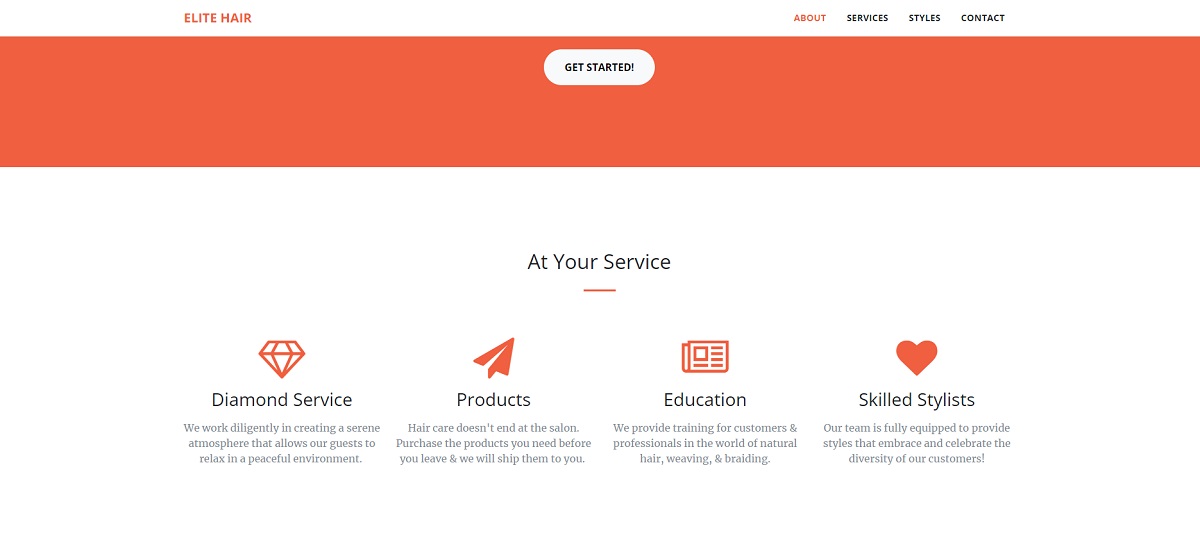 ELITE HAIR
ABOUT SERVICES STYLES CONTACT
GET STARTED!
At Your Service
Diamond Service
We work diligently in creating a serene
atmosphere that allows our guests to
relax in a peaceful environment.
Products
Hair care doesn't end at the salon.
Purchase the products you need before
you leave & we will ship them to you.
Education
We provide training for customers &
professionals in the world of natural
hair, weaving, & braiding.
Skilled Stylists
Our team is fully equipped to provide
styles that embrace and celebrate the
diversity of our customers!